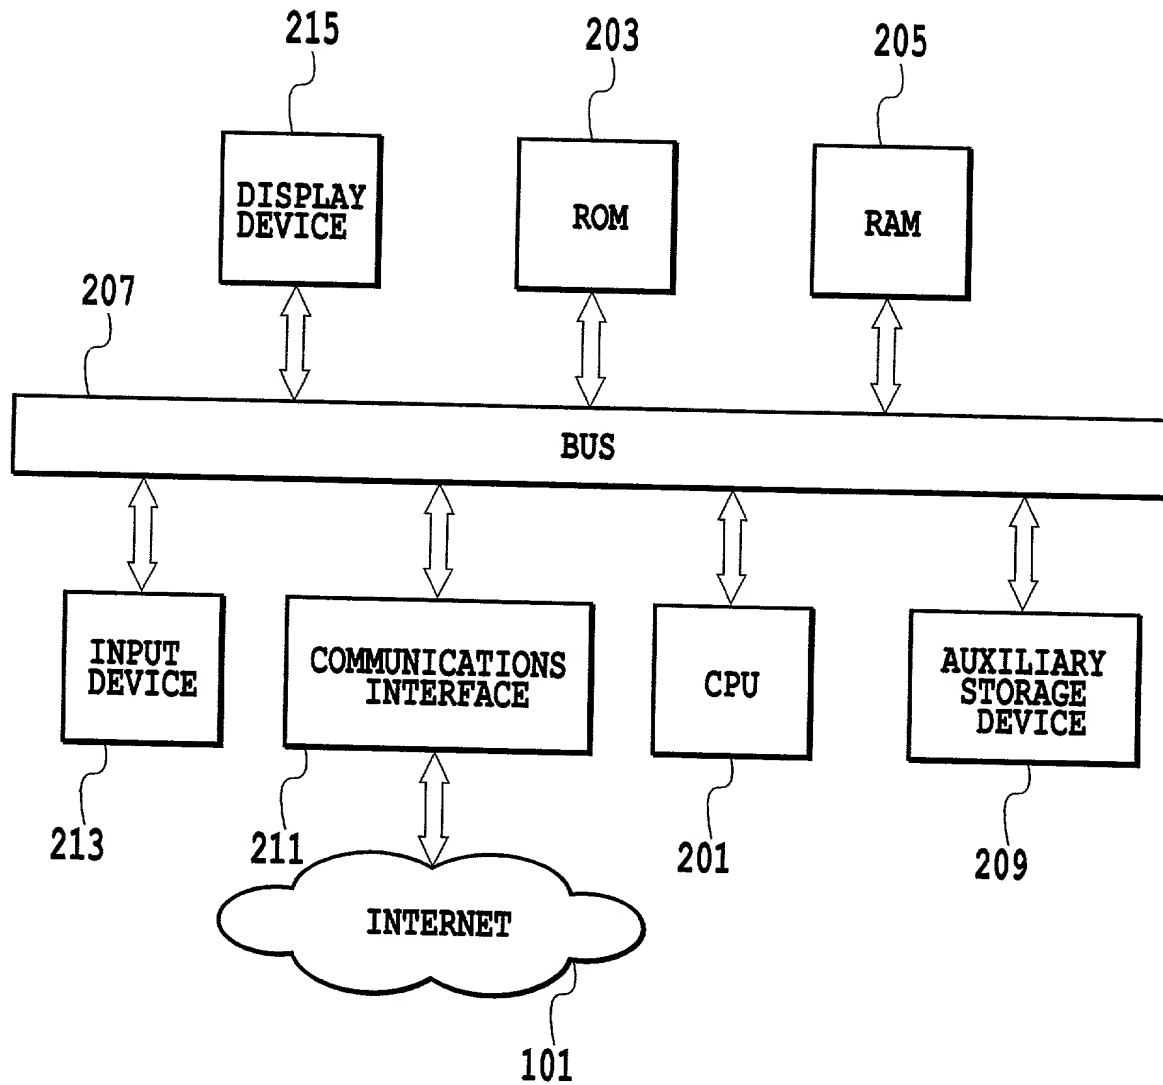 215
203
205
DISPLAY
DEVICE
ROM
RAM
207
BUS
INPUT
DEVICE
COMMUNICATIONS
INTERFACE
CPU
AUXILIARY
STORAGE
DEVICE
213
211
201
209
INTERNET
101